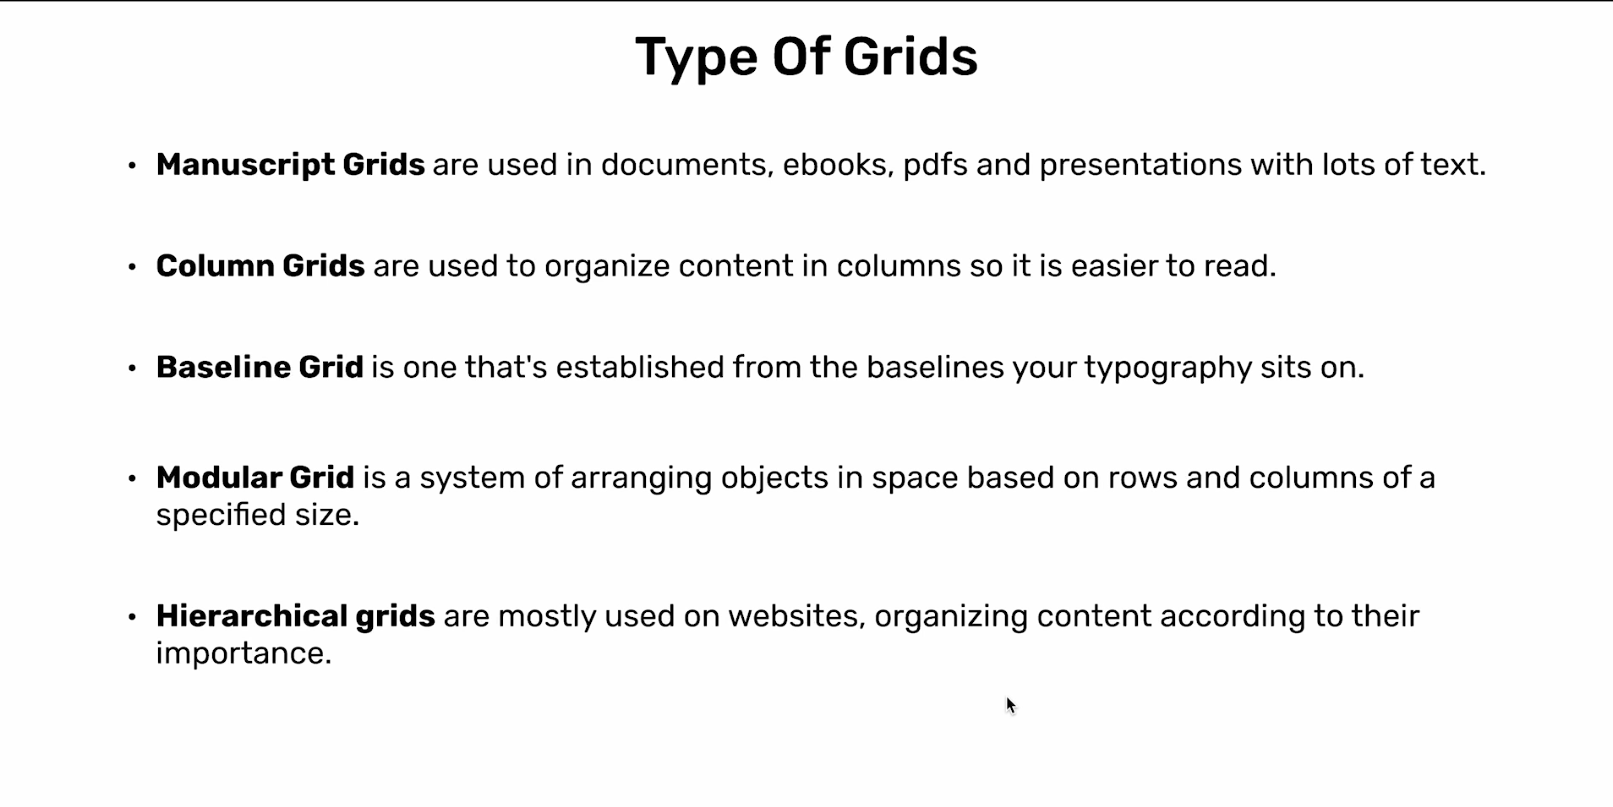 Type Of Grids
• Manuscript Grids are used in documents, ebooks, pdfs and presentations with lots of text.
• Column Grids are used to organize content in columns so it is easier to read.
• Baseline Grid is one that's established from the baselines your typography sits on.
• Modular Grid is a system of arranging objects in space based on rows and columns of a
specified size.
• Hierarchical grids are mostly used on websites, organizing content according to their
importance.